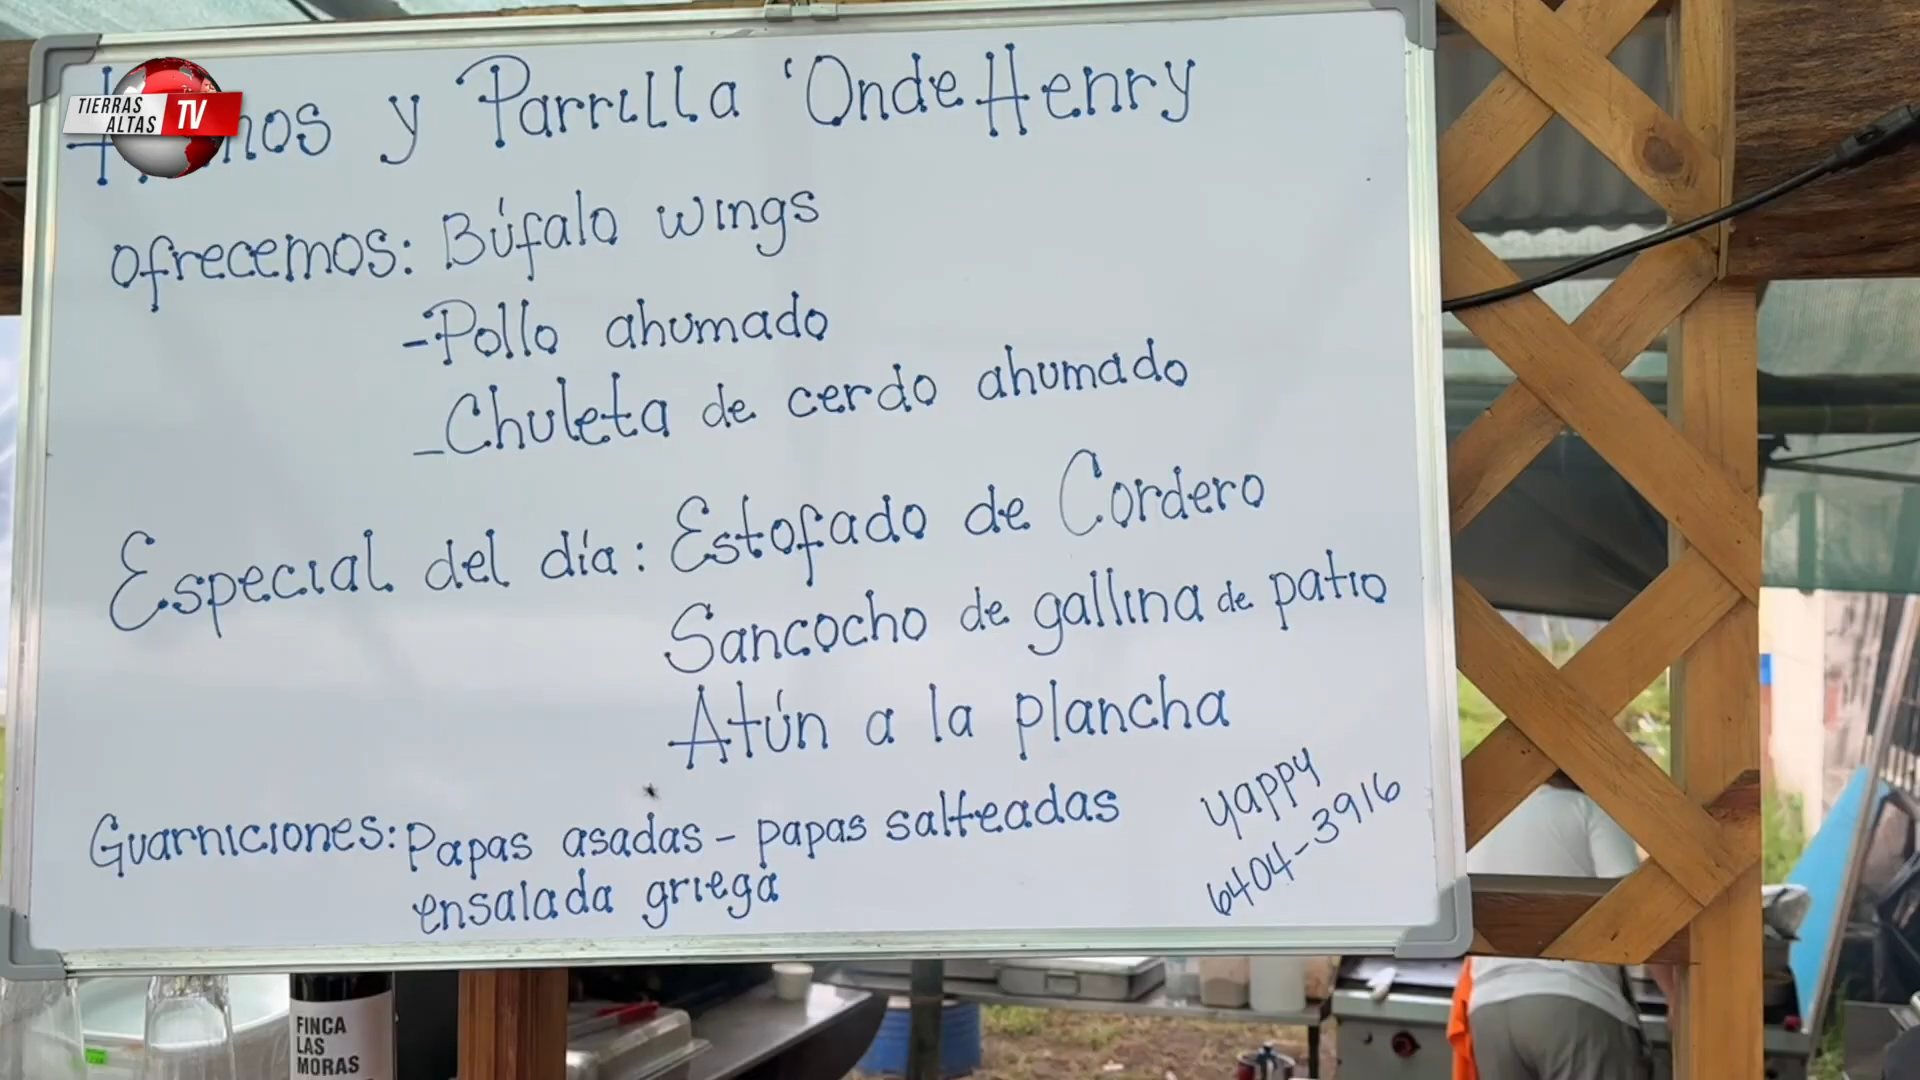 TIERRAS
ALTAS TV
y Parrilla 'Onde Henry
ofrecemos: Búfalo wings
-Pollo ahumado
-Chuleta de cerdo ahumado
Especial del día: Estofado de Cordero
Sancocho de gallina de patio
Atún a la plancha
Guarniciones: Papas asadas - papas salteadas
ensalada griega
yappy
6404-3916
FINCA
LAS
MORAS